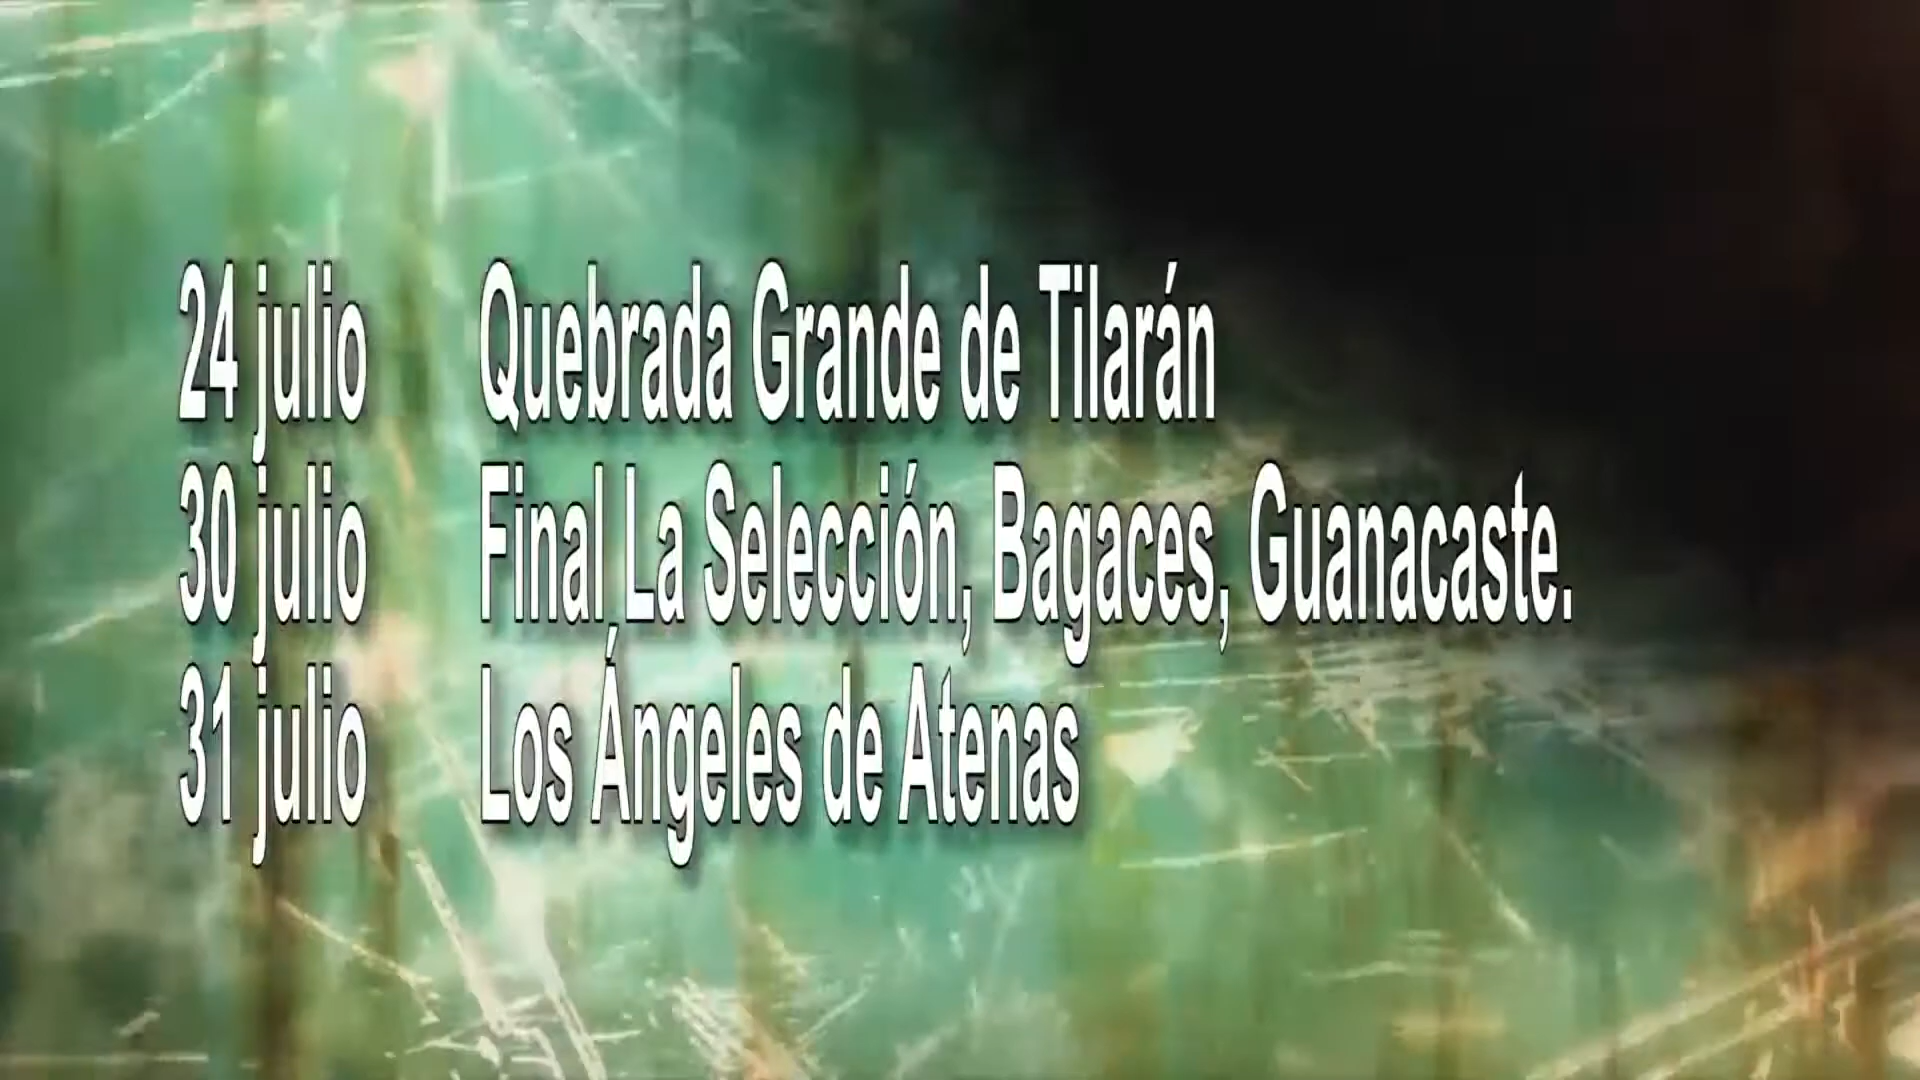 24 julio Quebrada Grande de Tilarán
30 julio Final La Selección, Bagaces, Guanacaste.
31 julio Los Ángeles de Atenas